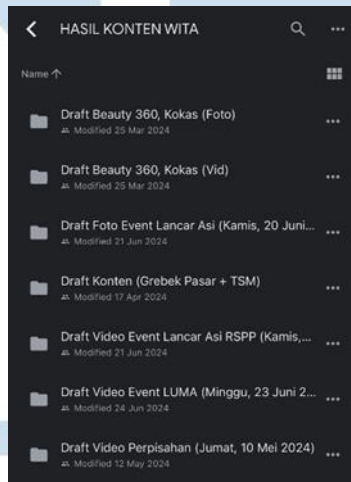 HASIL KONTEN WITA
Name
Draft Beauty 360, Kokas (Foto)
Modified 25 Mar 2024
Draft Beauty 360, Kokas (Vid)
Modified 25 Mar 2024
Draft Foto Event Lancar Asi (Kamis, 20 Juni...
Modified 21 Jun 2024
Draft Konten (Grebek Pasar + TSM)
Modified 17 Apr 2024
Draft Video Event Lancar Asi RSPP (Kamis,...
Modified 21 Jun 2024
Draft Video Event LUMA (Minggu, 23 Juni 2...
Modified 24 Jun 2024
Draft Video Perpisahan (Jumat, 10 Mei 2024)
Modified 12 May 2024